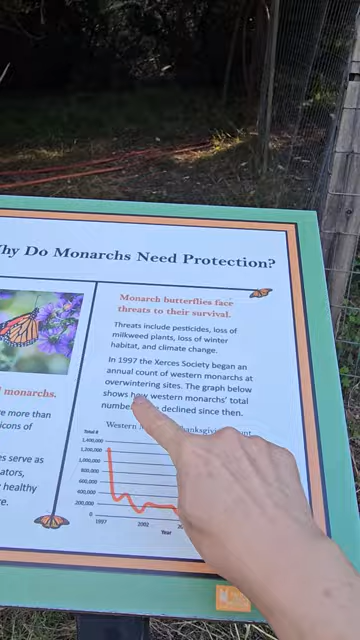 hy Do Monarchs Need Protection?
Monarch butterflies face
threats to their survival.
Threats include pesticides, loss of
milkweed plants, loss of winter
habitat, and climate change.
In 1997 the Xerces Society began an
annual count of western monarchs at
overwintering sites. The graph below
shows how western monarchs' total
declined since then.
monarchs.
re more than
icons of
es serve as
ators,
healthy
re.
Western
Total #
1,400,000
1,200,000
1,000,000
800,000
600,000
400,000
200,000
0
1997
2002
Year